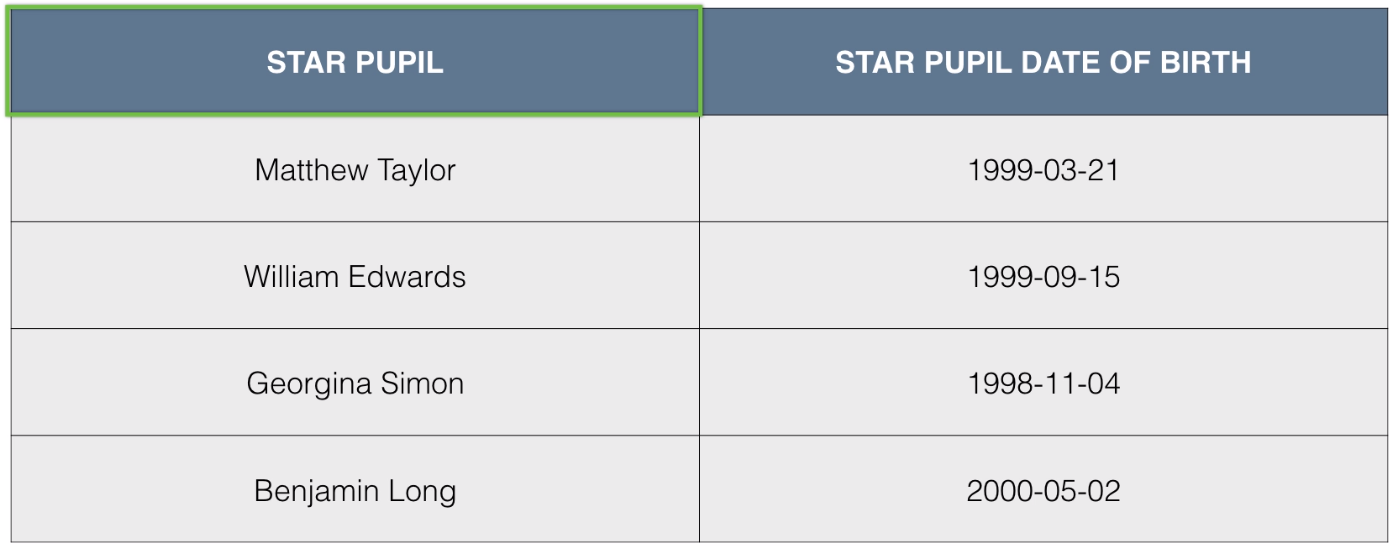 STAR PUPIL STAR PUPIL DATE OF BIRTH
Matthew Taylor 1999-03-21
William Edwards 1999-09-15
Georgina Simon 1998-11-04
Benjamin Long 2000-05-02